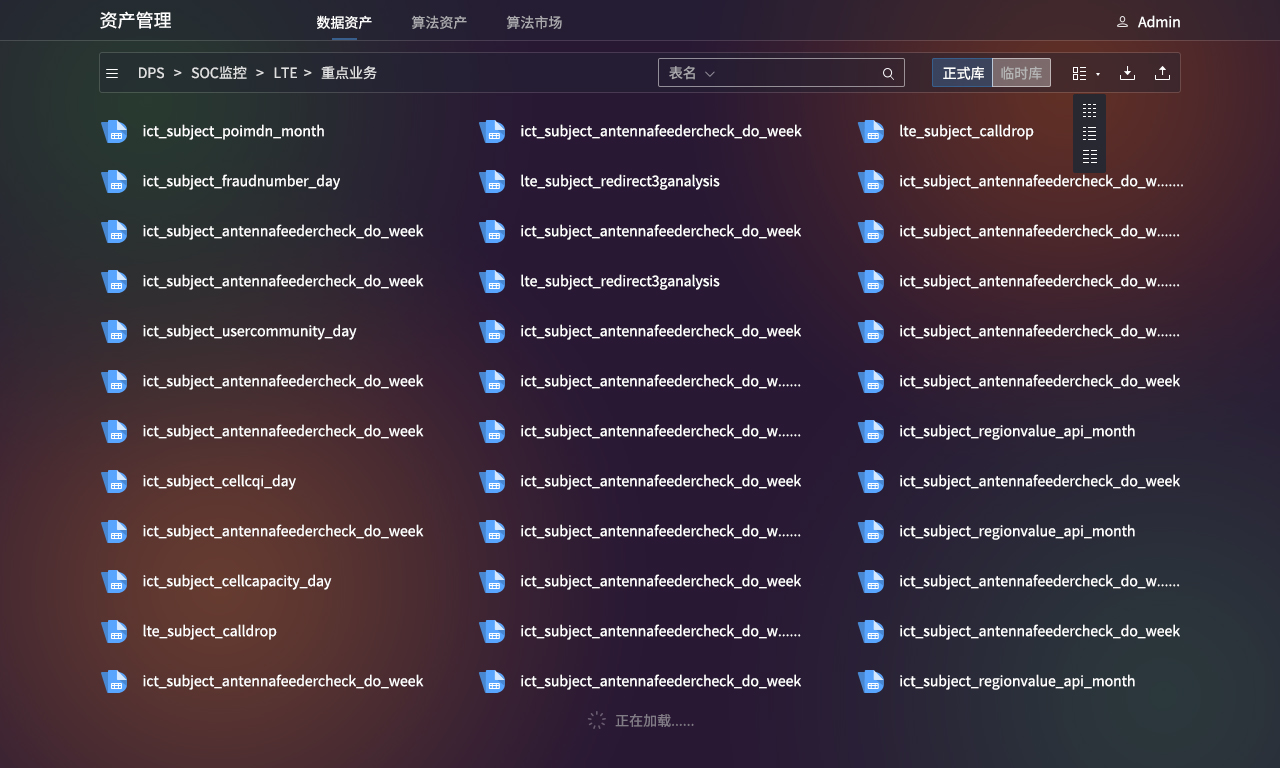 资产管理 数据资产 算法资产 算法市场 Admin
DPS > SOC监控 > LTE > 重点业务 表名 正式库 临时库
ict_subject_poimdn_month ict_subject_antennafeedercheck_do_week lte_subject_calldrop
ict_subject_fraudnumber_day lte_subject_redirect3ganalysis ict_subject_antennafeedercheck_do_w.......
ict_subject_antennafeedercheck_do_week ict_subject_antennafeedercheck_do_week ict_subject_antennafeedercheck_do_w......
ict_subject_antennafeedercheck_do_week lte_subject_redirect3ganalysis ict_subject_antennafeedercheck_do_w......
ict_subject_usercommunity_day ict_subject_antennafeedercheck_do_week ict_subject_antennafeedercheck_do_w......
ict_subject_antennafeedercheck_do_week ict_subject_antennafeedercheck_do_w...... ict_subject_antennafeedercheck_do_week
ict_subject_antennafeedercheck_do_week ict_subject_antennafeedercheck_do_w...... ict_subject_regionvalue_api_month
ict_subject_cellcqi_day ict_subject_antennafeedercheck_do_week ict_subject_antennafeedercheck_do_week
ict_subject_antennafeedercheck_do_week ict_subject_antennafeedercheck_do_w...... ict_subject_regionvalue_api_month
ict_subject_cellcapacity_day ict_subject_antennafeedercheck_do_week ict_subject_antennafeedercheck_do_w......
lte_subject_calldrop ict_subject_antennafeedercheck_do_w...... ict_subject_antennafeedercheck_do_week
ict_subject_antennafeedercheck_do_week ict_subject_antennafeedercheck_do_week ict_subject_regionvalue_api_month
正在加载......